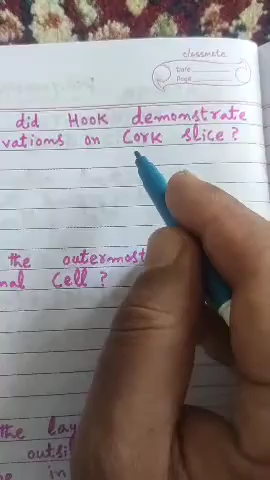 classmate
Date
Page
did Hook demonstrate
vations on Cork slice?
the outermost
nal Cell?
the lay
outsi
in